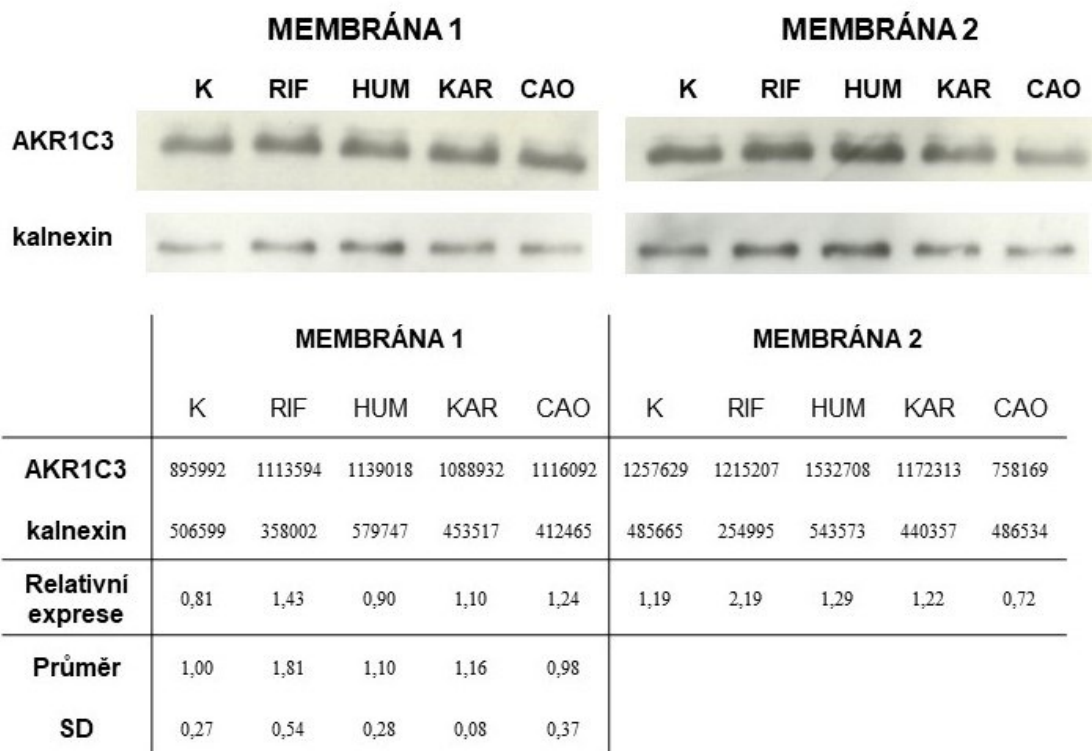 MEMBRÁNA 1 MEMBRÁNA 2
K RIF HUM KAR CAO K RIF HUM KAR CAO
AKR1C3
kalnexin
MEMBRÁNA 1 MEMBRÁNA 2
K RIF HUM KAR CAO K RIF HUM KAR CAO
AKR1C3 895992 1113594 1139018 1088932 1116092 1257629 1215207 1532708 1172313 758169
kalnexin 506599 358002 579747 453517 412465 485665 254995 543573 440357 486534
Relativní
exprese 0,81 1,43 0,90 1,10 1,24 1,19 2,19 1,29 1,22 0,72
Průměr 1,00 1,81 1,10 1,16 0,98
SD 0,27 0,54 0,28 0,08 0,37